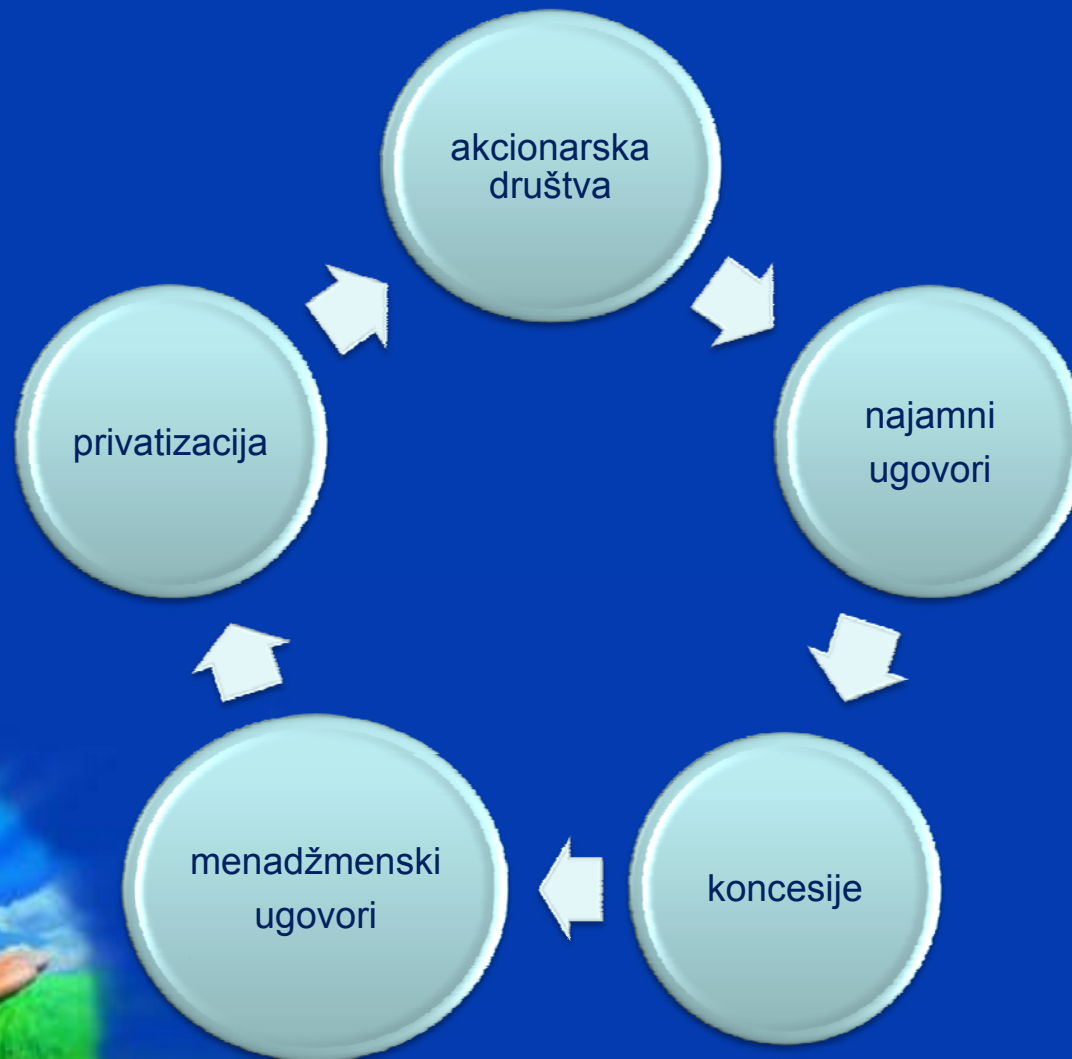 akcionarska
društva
najamni
ugovori
koncesije
menadžmenski
ugovori
privatizacija